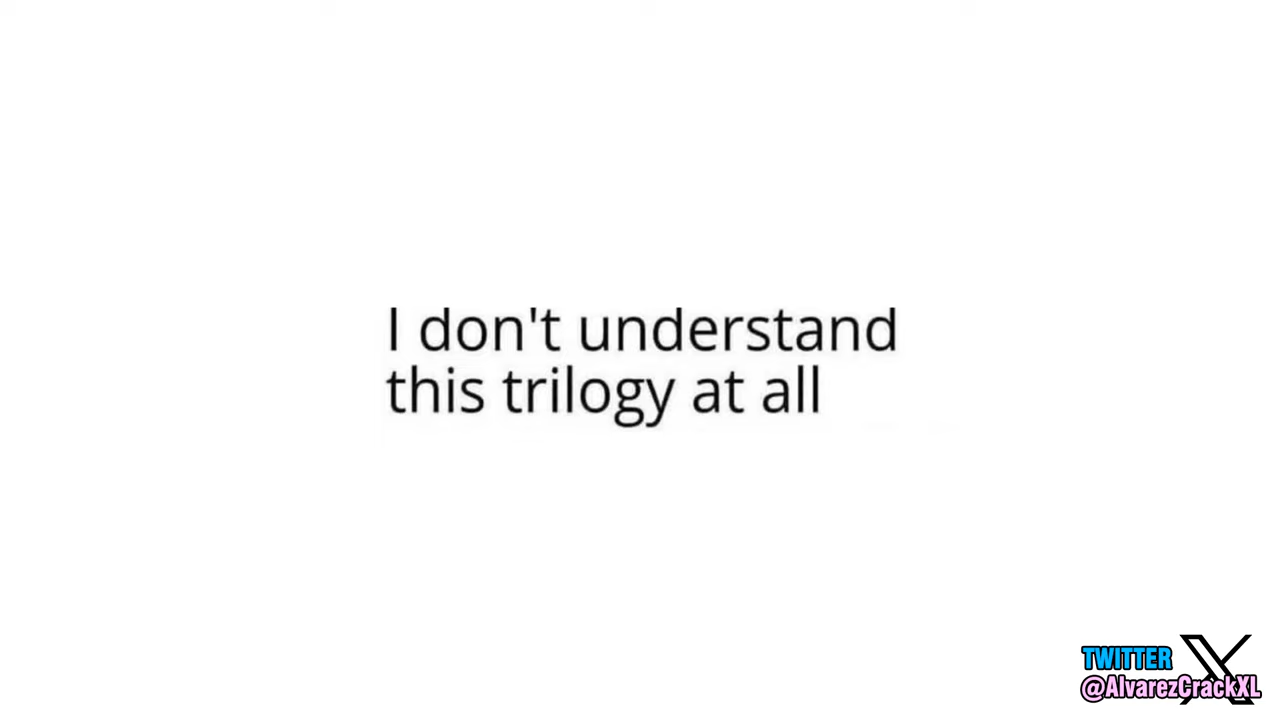 I don't understand
this trilogy at all
TWITTER
@AlvarezCrackXL